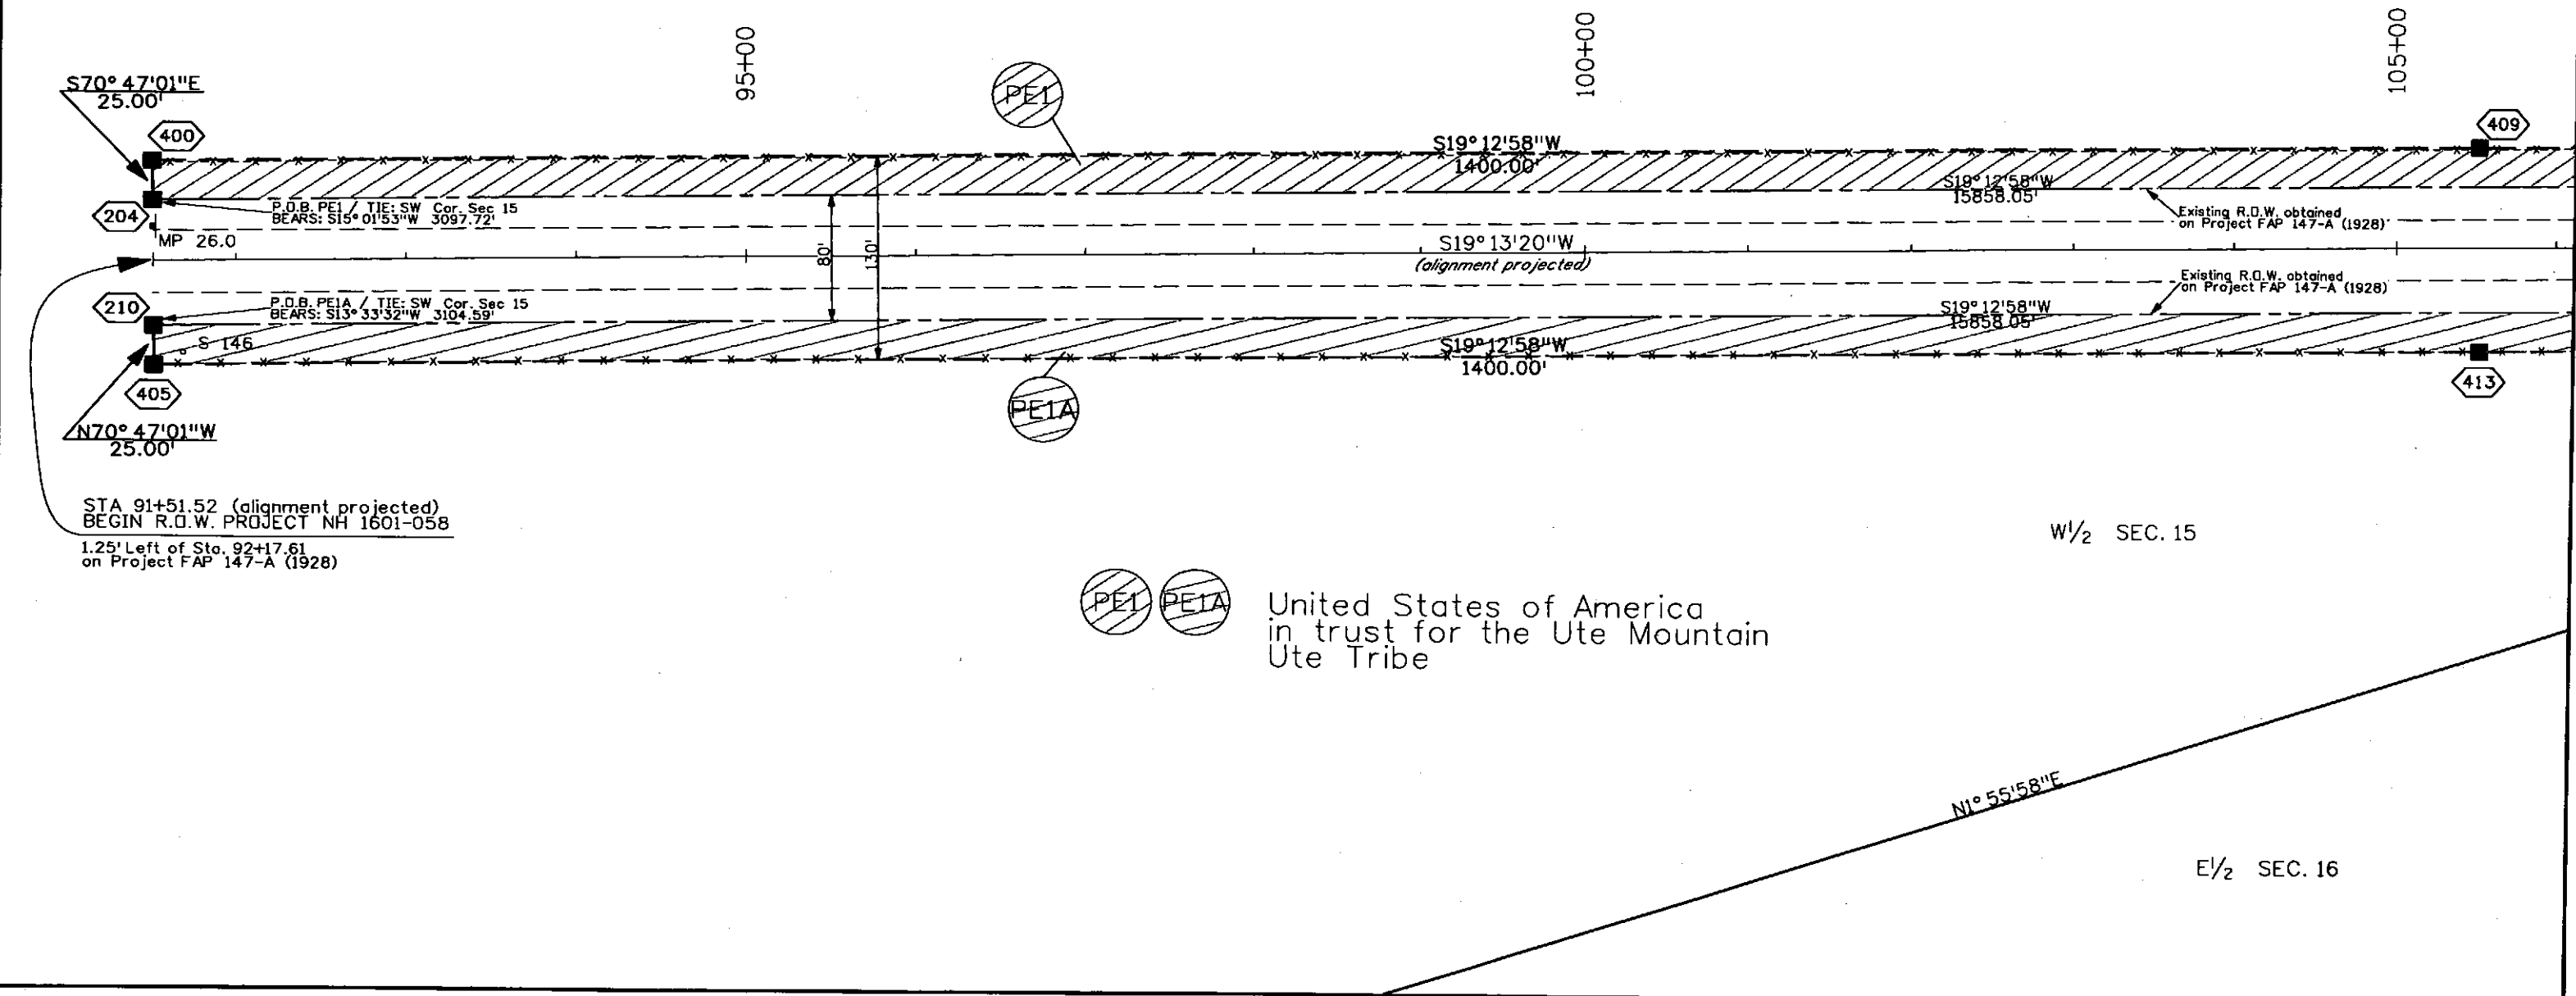 95+00
100+00
105+00
S70°47'01"E
25.00'
400
PE1
S19°12'58"W
1400.00'
409
204
P.O.B. PE1 / TIE: SW Cor. Sec 15
BEARS: S15°01'53"W 3097.72'
S19°12'58"W
15858.05'
Existing R.O.W. obtained
on Project FAP 147-A (1928)
MP 26.0
80'
130'
S19°13'20"W
(alignment projected)
210
P.O.B. PE1A / TIE: SW Cor. Sec 15
BEARS: S13°33'32"W 3104.59'
S19°12'58"W
15858.05'
Existing R.O.W. obtained
on Project FAP 147-A (1928)
S 146
S19°12'58"W
1400.00'
405
PE1A
413
N70°47'01"W
25.00'
STA 91+51.52 (alignment projected)
BEGIN R.O.W. PROJECT NH 1601-058
1.25' Left of Sta. 92+17.61
on Project FAP 147-A (1928)
W1/2 SEC. 15
PE1 PE1A United States of America
in trust for the Ute Mountain
Ute Tribe
N1°55'58"E
E1/2 SEC. 16